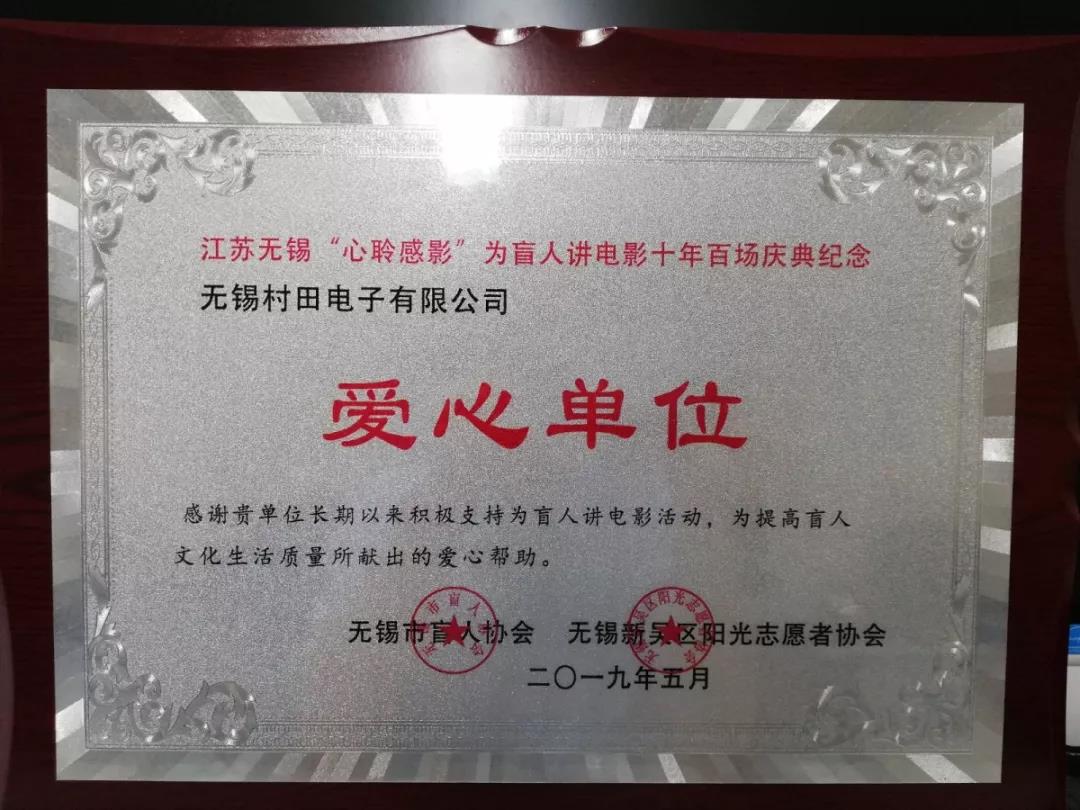 江苏无锡“心聆感影”为盲人讲电影十年百场庆典纪念
无锡村田电子有限公司
爱心单位
感谢贵单位长期以来积极支持为盲人讲电影活动，为提高盲人
文化生活质量所献出的爱心帮助。
无锡市盲人协会 无锡新吴区阳光志愿者协会
二〇一九年五月